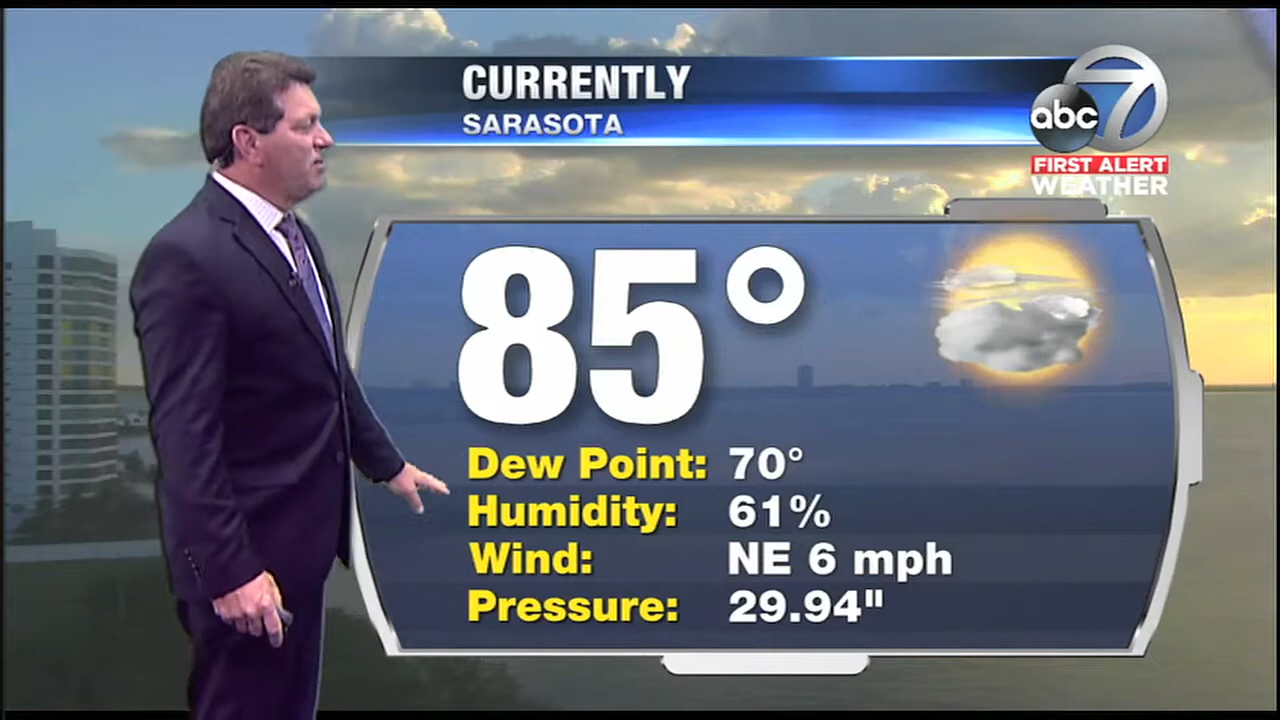 CURRENTLY
SARASOTA
abc 7
FIRST ALERT
WEATHER
85°
Dew Point: 70°
Humidity: 61%
Wind: NE 6 mph
Pressure: 29.94"